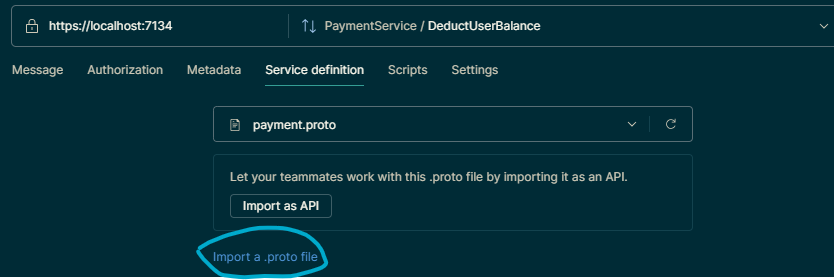 https://localhost:7134 PaymentService / DeductUserBalance
Message Authorization Metadata Service definition Scripts Settings
payment.proto
Let your teammates work with this .proto file by importing it as an API.
Import as API
Import a .proto file